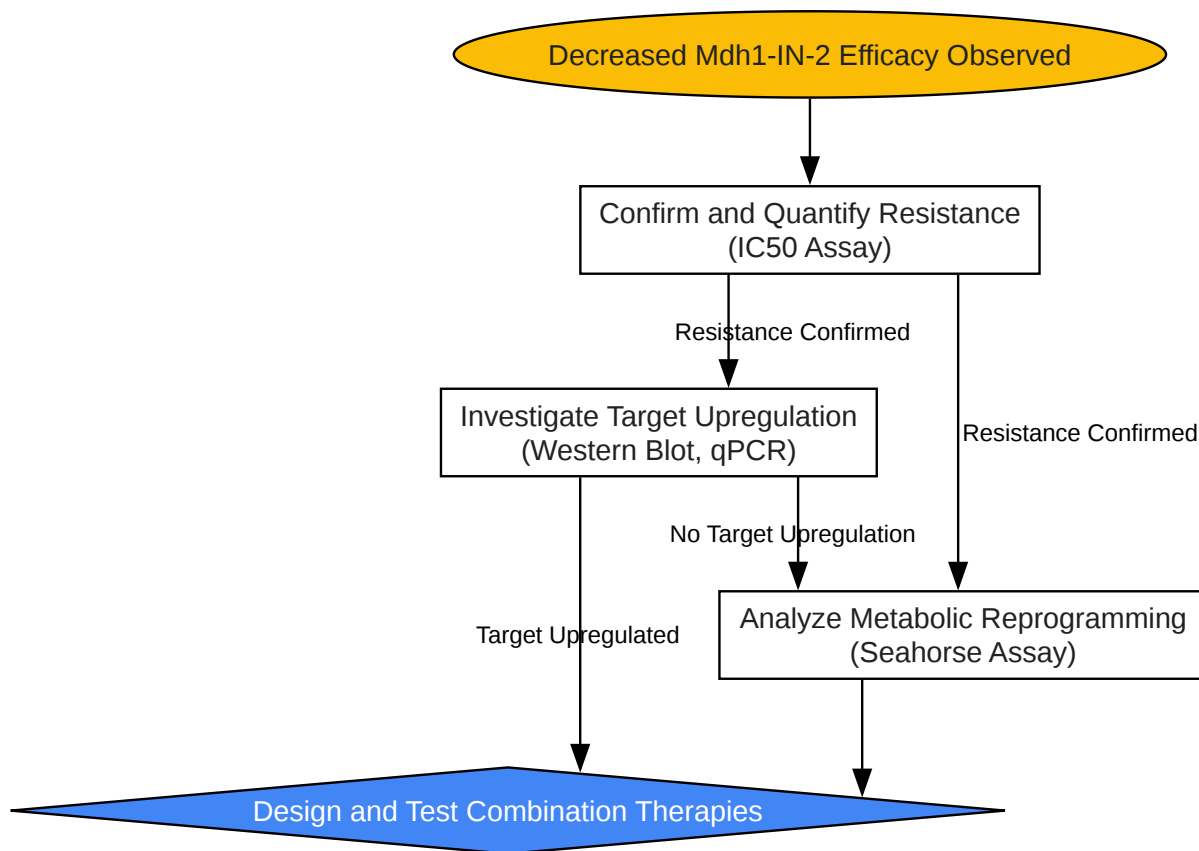 Decreased Mdh1-IN-2 Efficacy Observed
Confirm and Quantify Resistance
(IC50 Assay)
Resistance Confirmed
Investigate Target Upregulation
(Western Blot, qPCR)
Resistance Confirmed
No Target Upregulation
Analyze Metabolic Reprogramming
(Seahorse Assay)
Target Upregulated
Design and Test Combination Therapies